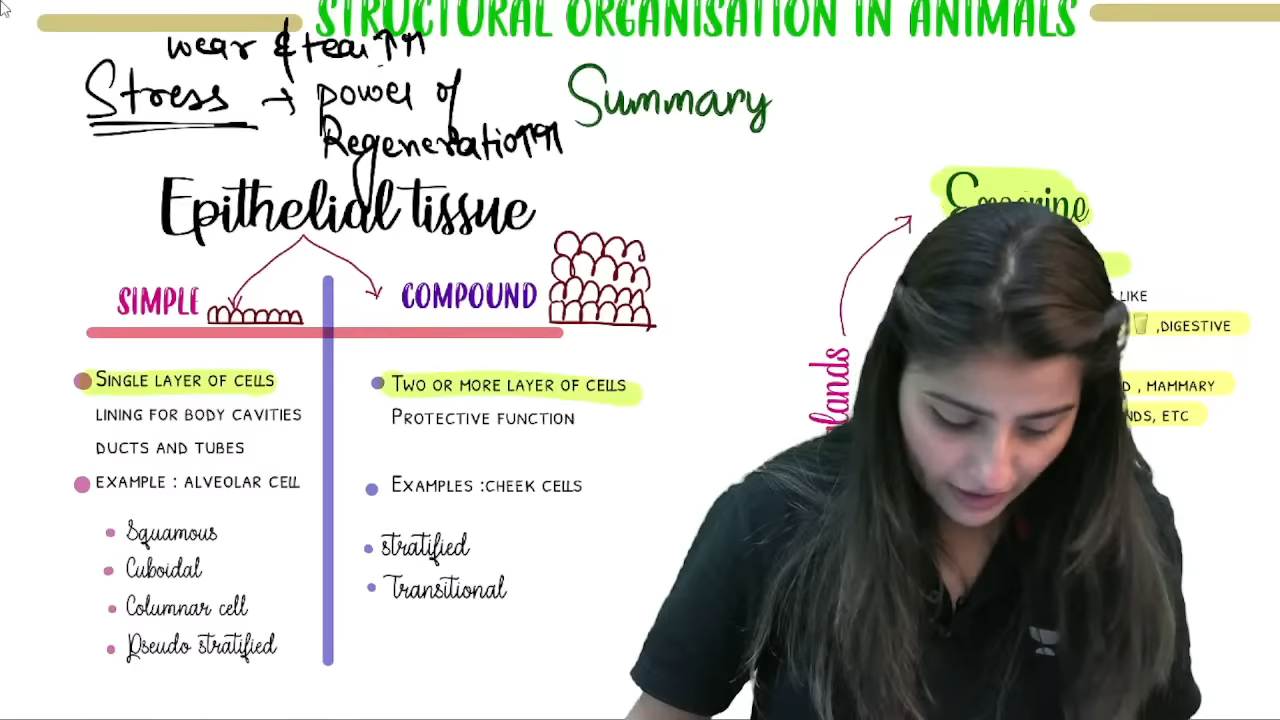 STRUCTURAL ORGANISATION IN ANIMALS
wear & tear ↑↑↑
Stress → power of
Regeneration↑↑↑
Summary
Epithelial tissue
SIMPLE
COMPOUND
SINGLE LAYER OF CELLS
LINING FOR BODY CAVITIES
DUCTS AND TUBES
EXAMPLE : ALVEOLAR CELL
Squamous
Cuboidal
Columnar cell
Pseudo stratified
TWO OR MORE LAYER OF CELLS
PROTECTIVE FUNCTION
EXAMPLES :CHEEK CELLS
stratified
Transitional
LIKE
,DIGESTIVE
, MAMMARY
, ETC